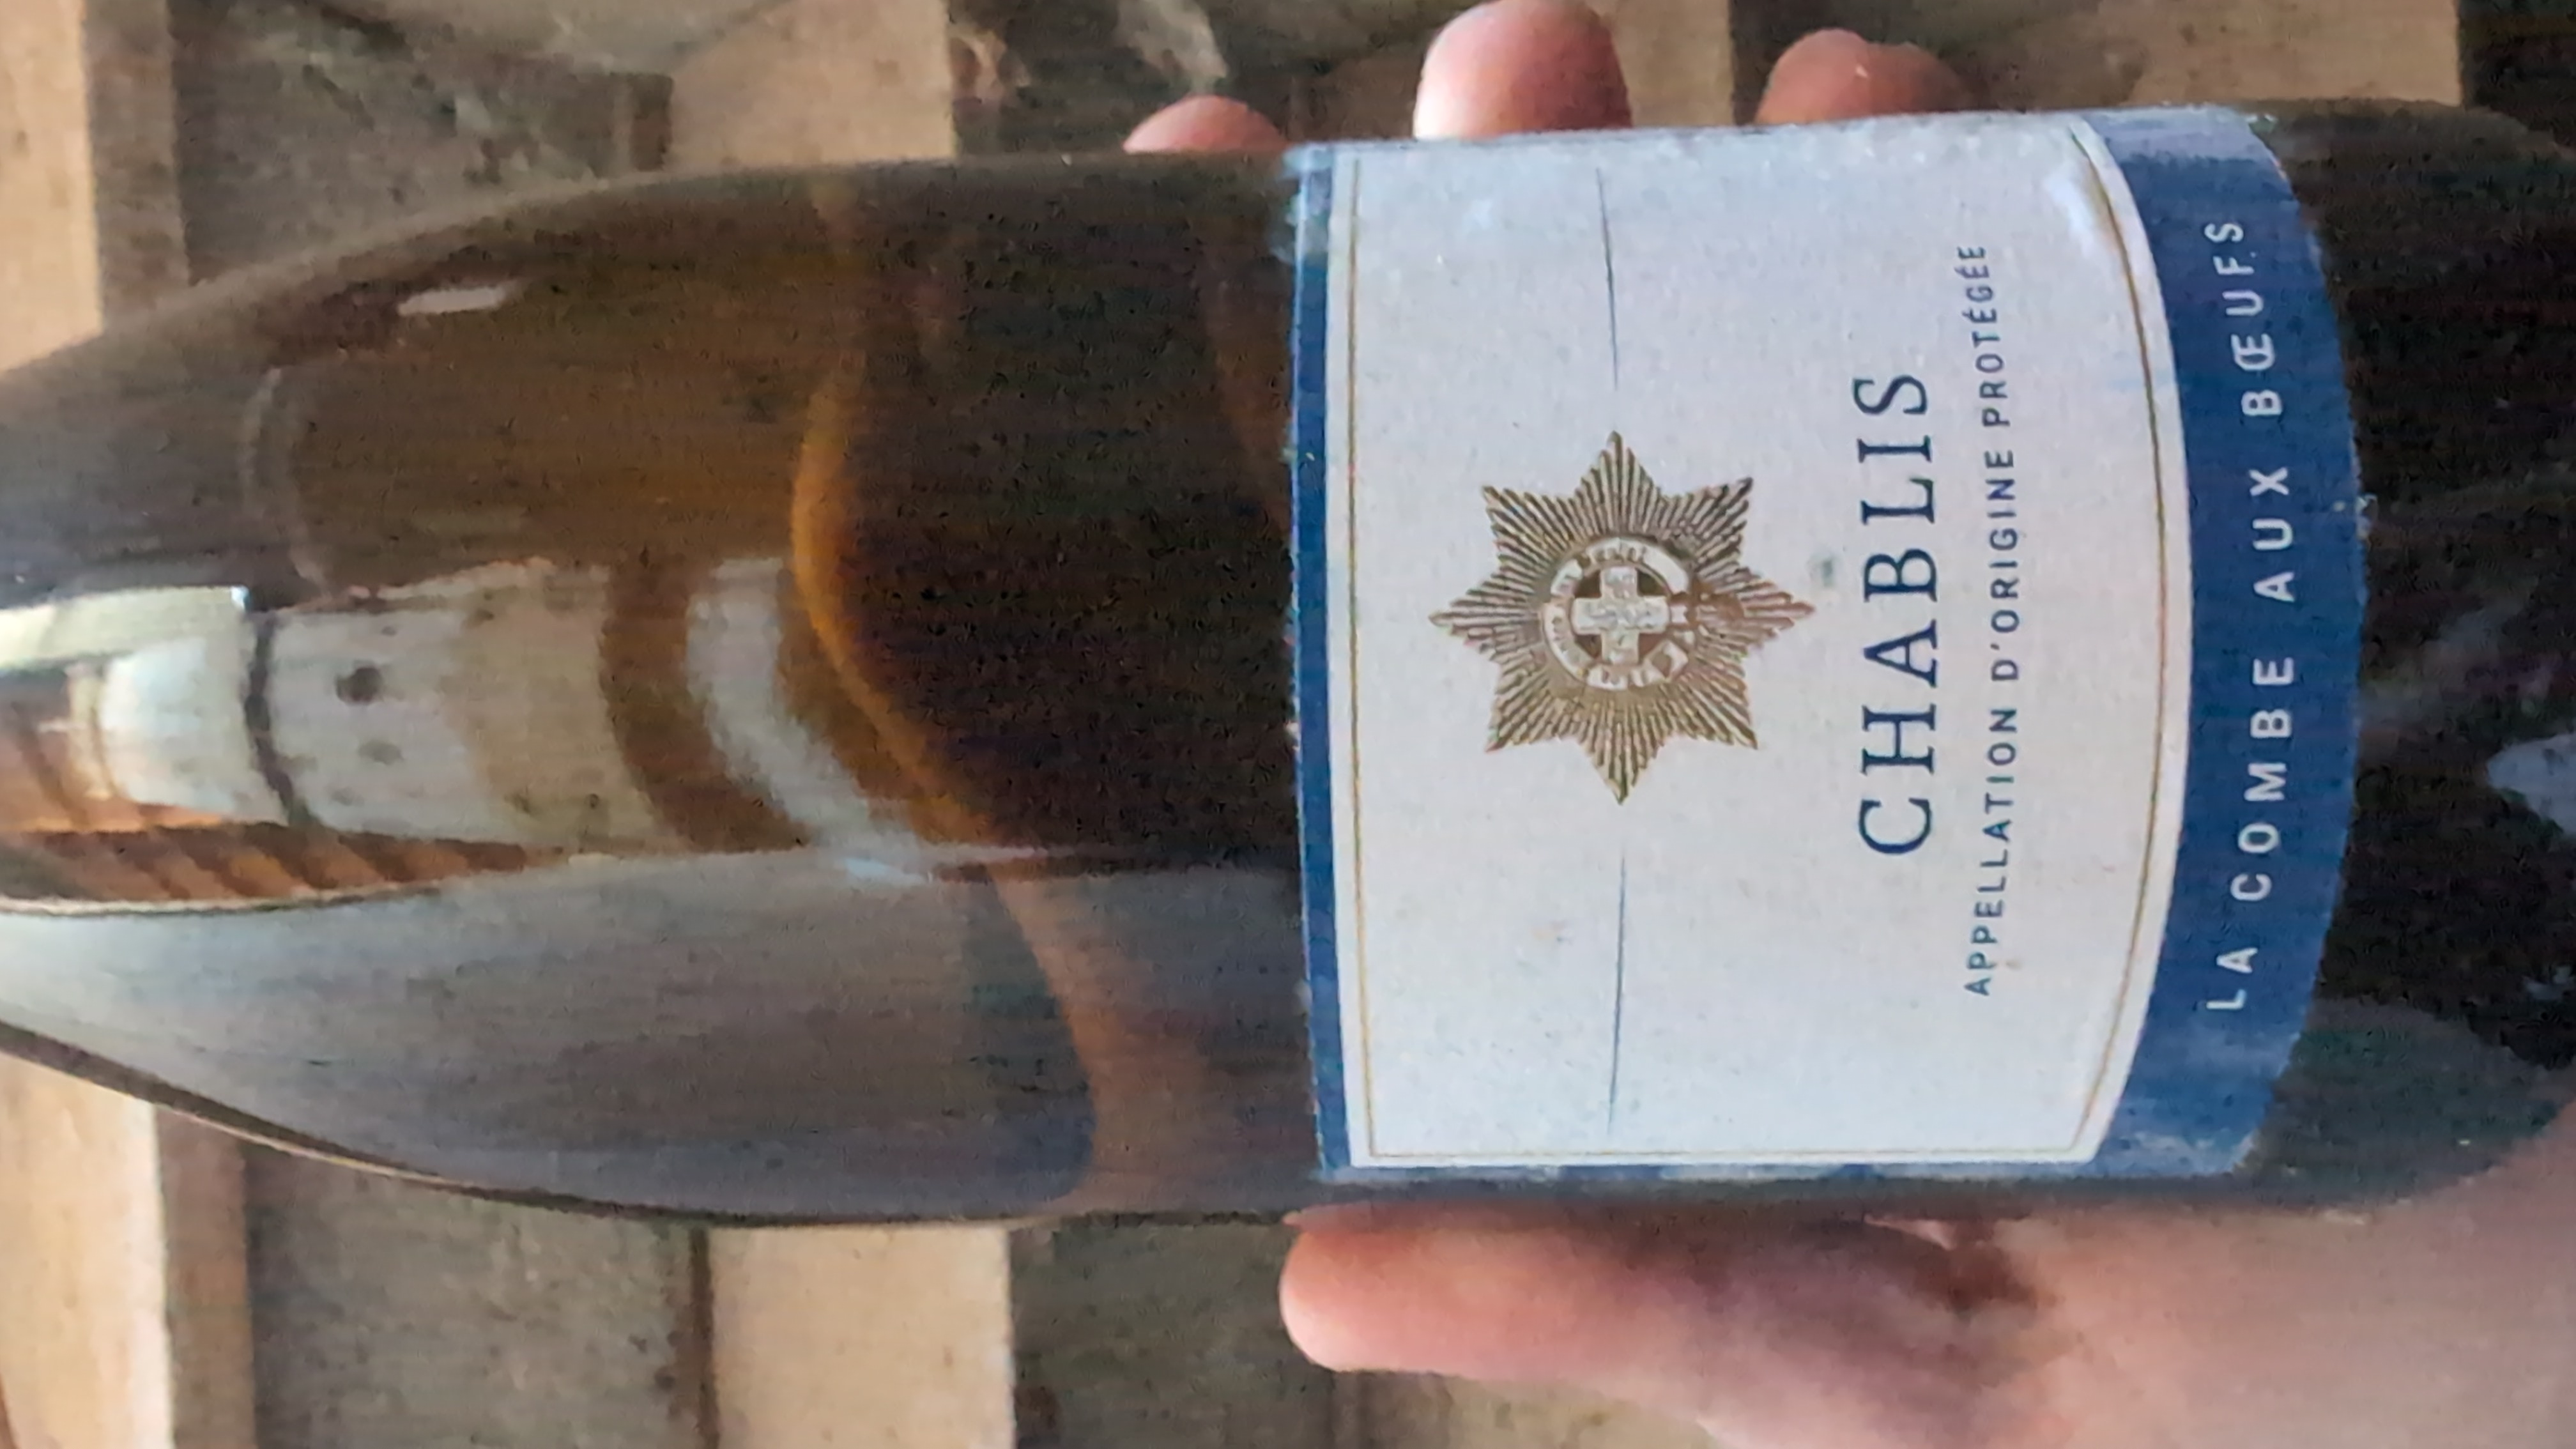 CHABLIS
APPELLATION D'ORIGINE PROTÉGÉE
LA COMBE AUX BŒUFS